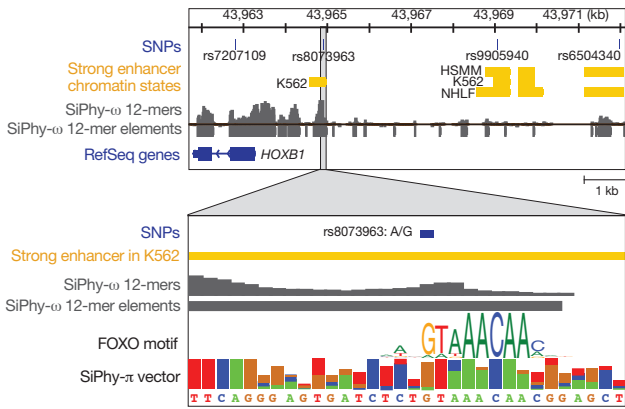 43,963 43,965 43,967 43,969 43,971 (kb)
SNPs
rs7207109 rs8073963 rs9905940 rs6504340
Strong enhancer
chromatin states
K562
HSMM
K562
NHLF
SiPhy-ω 12-mers
SiPhy-ω 12-mer elements
RefSeq genes
HOXB1
1 kb
SNPs
rs8073963: A/G
Strong enhancer in K562
SiPhy-ω 12-mers
SiPhy-ω 12-mer elements
FOXO motif
A GTAAACAAC
SiPhy-π vector
TTCAGGGAGTGATCTCTGTAAACAACGGAGCT